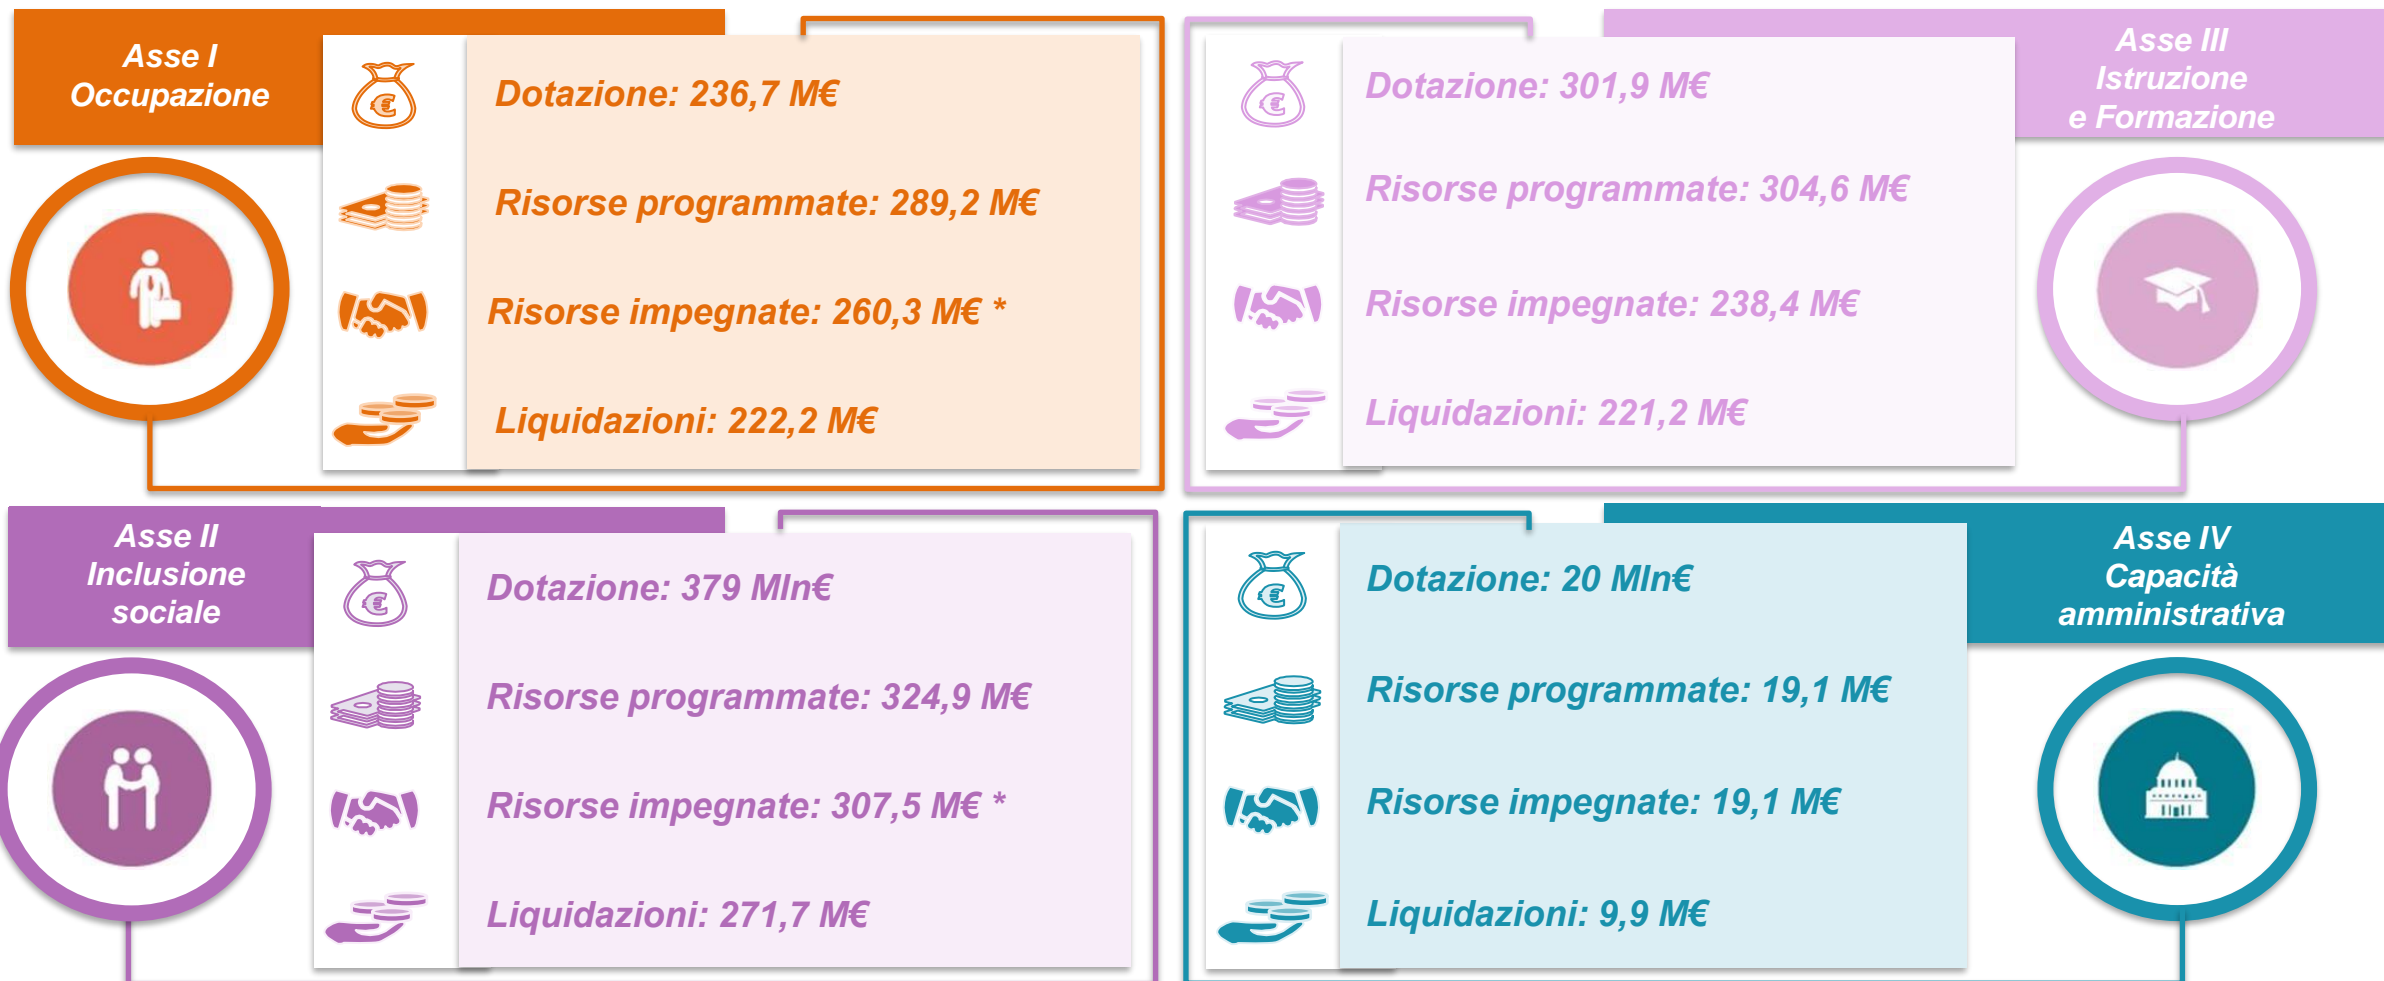 Asse I
Occupazione
Dotazione: 236,7 M€
Risorse programmate: 289,2 M€
Risorse impegnate: 260,3 M€ *
Liquidazioni: 222,2 M€
Asse III
Istruzione
e Formazione
Dotazione: 301,9 M€
Risorse programmate: 304,6 M€
Risorse impegnate: 238,4 M€
Liquidazioni: 221,2 M€
Asse II
Inclusione
sociale
Dotazione: 379 Mln€
Risorse programmate: 324,9 M€
Risorse impegnate: 307,5 M€ *
Liquidazioni: 271,7 M€
Asse IV
Capacità
amministrativa
Dotazione: 20 Mln€
Risorse programmate: 19,1 M€
Risorse impegnate: 19,1 M€
Liquidazioni: 9,9 M€